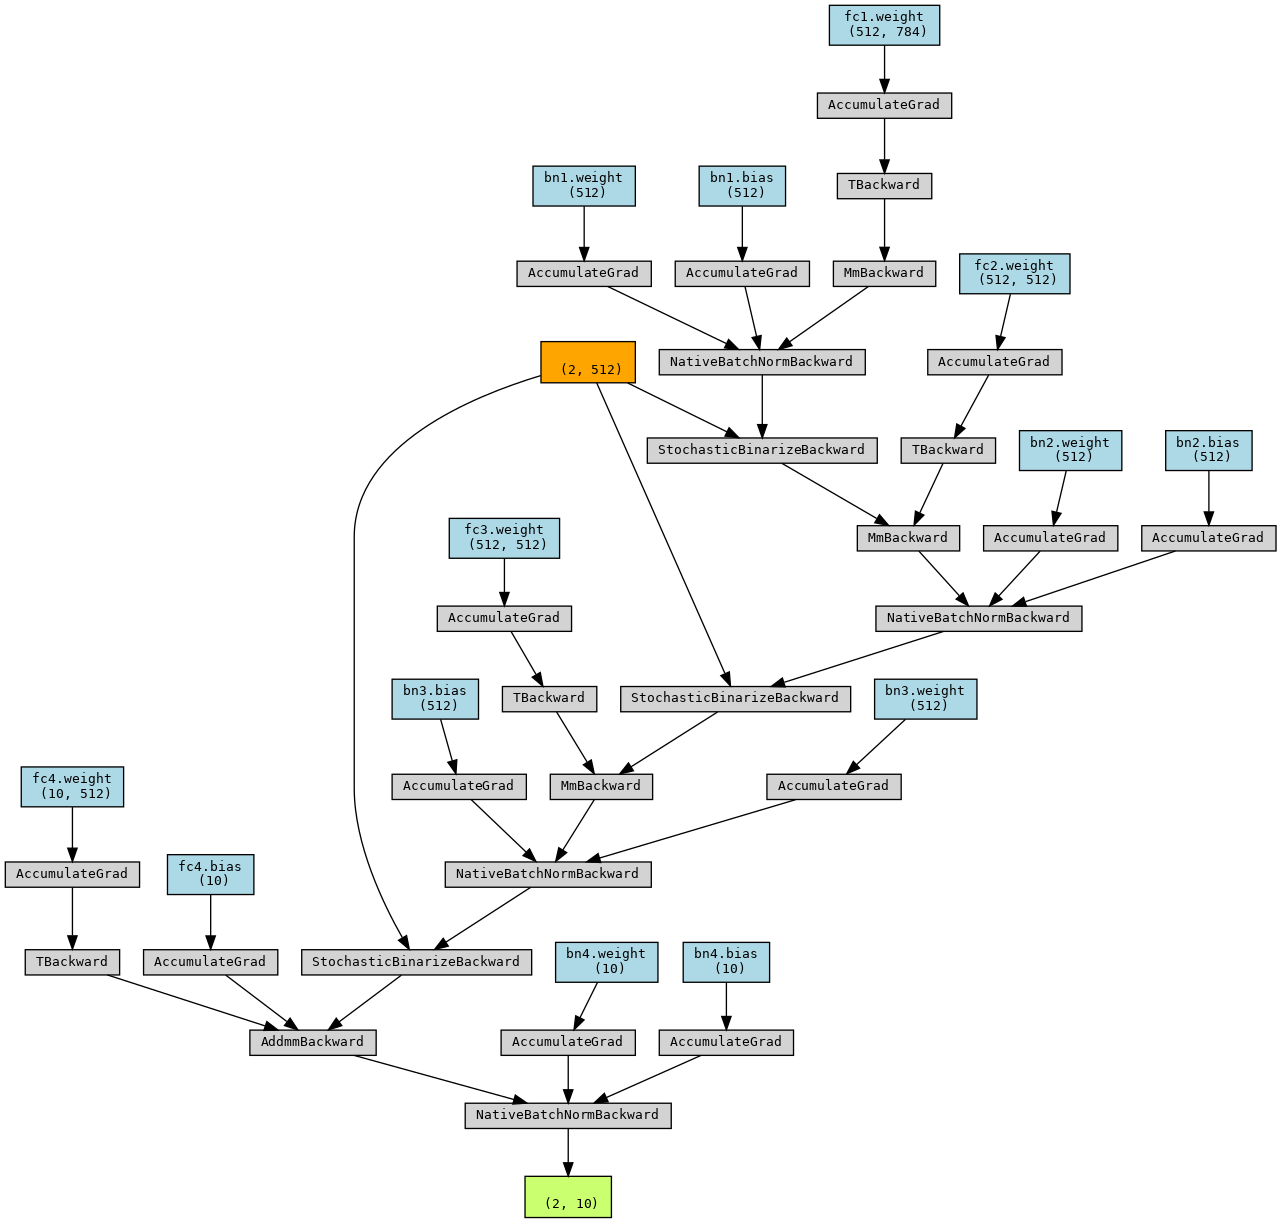 fc1.weight
(512, 784)
AccumulateGrad
TBackward
bn1.weight
(512)
bn1.bias
(512)
AccumulateGrad
AccumulateGrad
MmBackward
fc2.weight
(512, 512)
(2, 512)
NativeBatchNormBackward
AccumulateGrad
StochasticBinarizeBackward
TBackward
bn2.weight
(512)
bn2.bias
(512)
fc3.weight
(512, 512)
MmBackward
AccumulateGrad
AccumulateGrad
AccumulateGrad
NativeBatchNormBackward
bn3.bias
(512)
TBackward
StochasticBinarizeBackward
bn3.weight
(512)
fc4.weight
(10, 512)
AccumulateGrad
MmBackward
AccumulateGrad
AccumulateGrad
fc4.bias
(10)
NativeBatchNormBackward
TBackward
AccumulateGrad
StochasticBinarizeBackward
bn4.weight
(10)
bn4.bias
(10)
AddmmBackward
AccumulateGrad
AccumulateGrad
NativeBatchNormBackward
(2, 10)